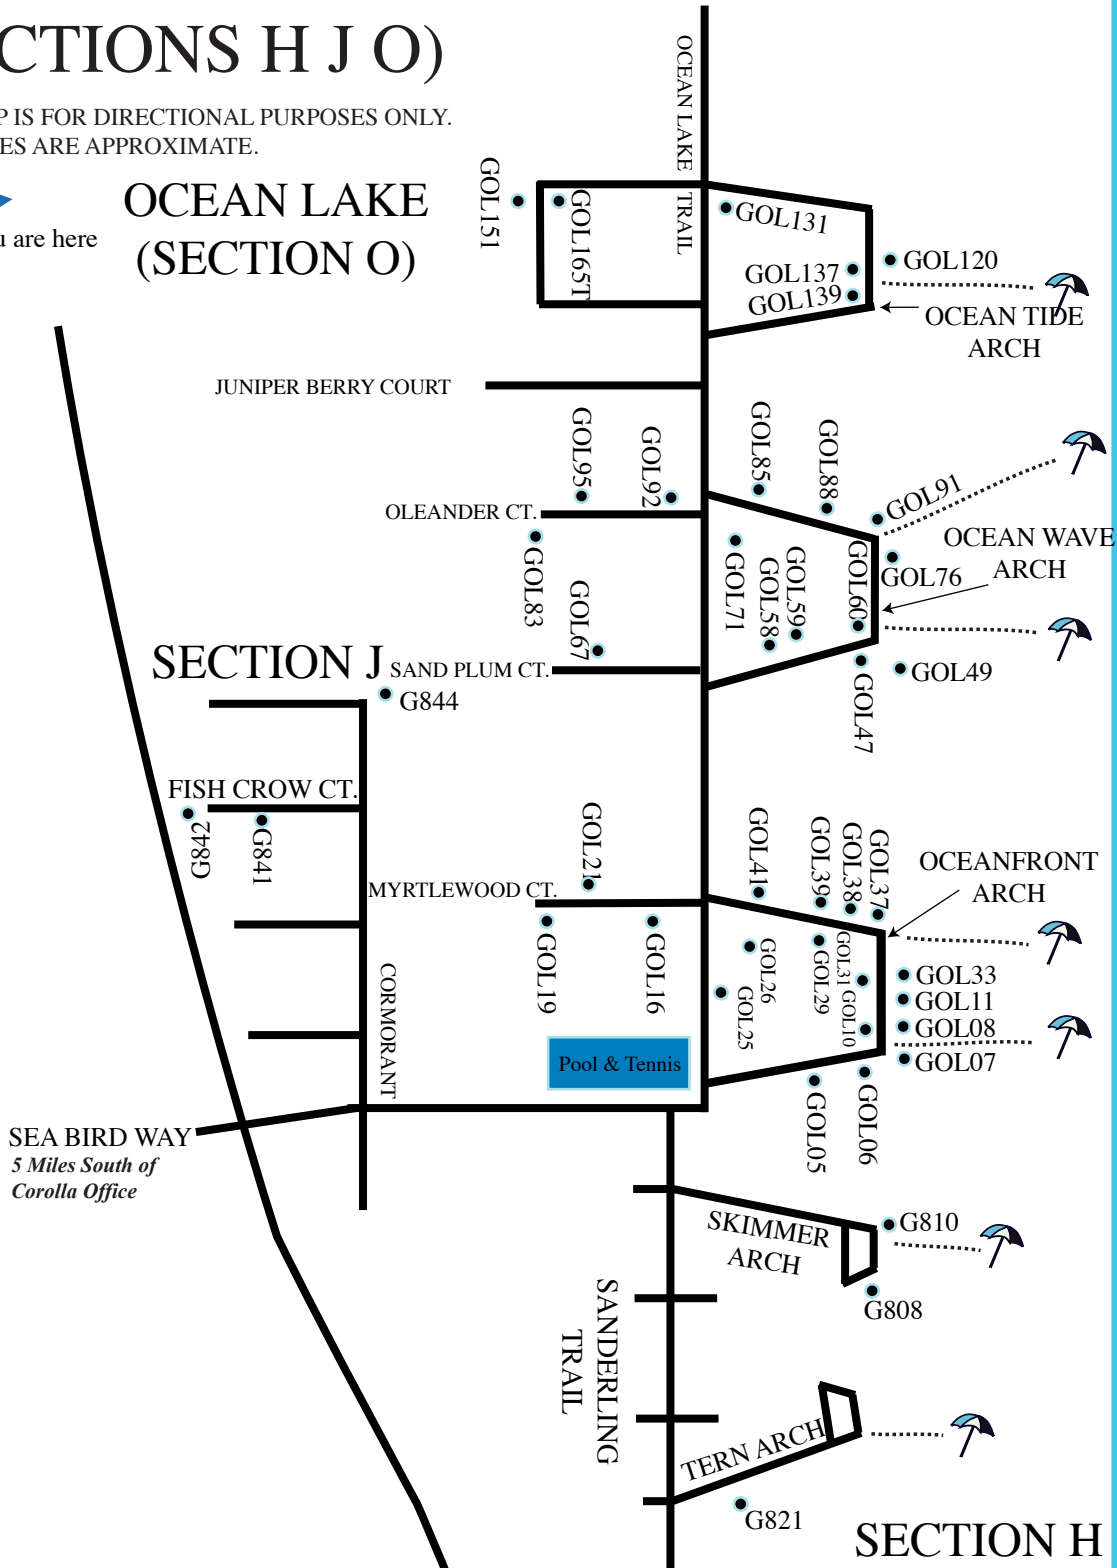 CTIONS H J O)
P IS FOR DIRECTIONAL PURPOSES ONLY.
ES ARE APPROXIMATE.
u are here
OCEAN LAKE
(SECTION O)
OCEAN LAKE
TRAIL
GOL151
GOL165T
GOL131
GOL137
GOL139
GOL120
OCEAN TIDE
ARCH
JUNIPER BERRY COURT
GOL95
GOL92
GOL85
GOL88
GOL91
OLEANDER CT.
OCEAN WAVE
ARCH
GOL76
GOL83
GOL67
GOL71
GOL58
GOL59
GOL60
SECTION J
SAND PLUM CT.
G844
GOL49
GOL47
FISH CROW CT.
G842
G841
GOL21
GOL41
GOL39
GOL38
GOL37
OCEANFRONT
ARCH
MYRTLEWOOD CT.
GOL19
GOL16
GOL26
GOL25
GOL29
GOL31
GOL10
GOL33
GOL11
GOL08
GOL07
CORMORANT
Pool & Tennis
GOL05
GOL06
SEA BIRD WAY
5 Miles South of
Corolla Office
SKIMMER
ARCH
G810
G808
SANDERLING
TRAIL
TERN ARCH
G821
SECTION H